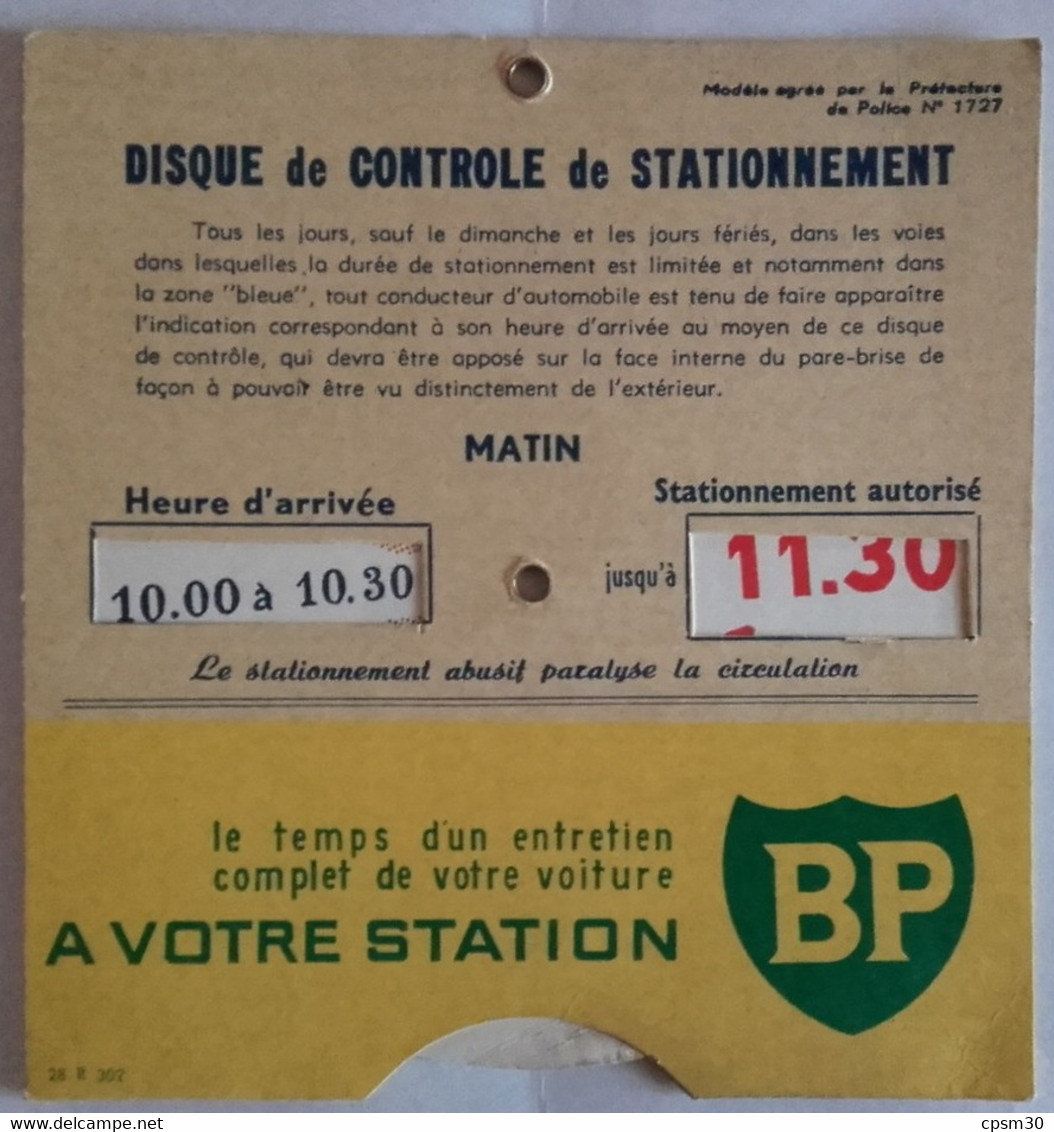 Modèle agréé par la Préfecture
de Police N° 1727
DISQUE de CONTROLE de STATIONNEMENT
Tous les jours, sauf le dimanche et les jours fériés, dans les voies
dans lesquelles la durée de stationnement est limitée et notamment dans
la zone "bleue", tout conducteur d'automobile est tenu de faire apparaître
l'indication correspondant à son heure d'arrivée au moyen de ce disque
de contrôle, qui devra être apposé sur la face interne du pare-brise de
façon à pouvoir être vu distinctement de l'extérieur.
MATIN
Heure d'arrivée
10.00 à 10.30
Stationnement autorisé
jusqu'à 11.30
Le stationnement abusif paralyse la circulation
le temps d'un entretien
complet de votre voiture
A VOTRE STATION
BP
28 R 302
www.delcampe.net
cpsm30